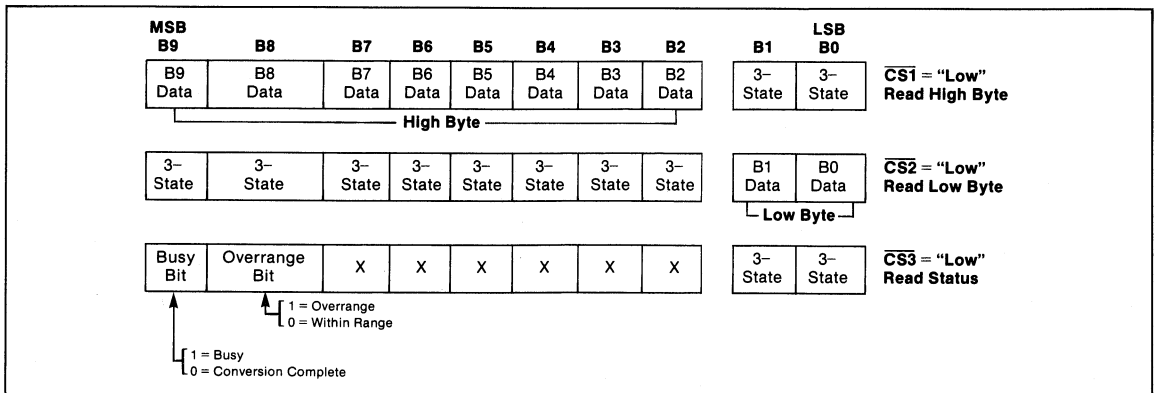 MSB LSB
B9 B8 B7 B6 B5 B4 B3 B2 B1 B0
B9 Data B8 Data B7 Data B6 Data B5 Data B4 Data B3 Data B2 Data 3– State 3– State CS1 = “Low”
Read High Byte
High Byte
3– State 3– State 3– State 3– State 3– State 3– State 3– State 3– State B1 Data B0 Data CS2 = “Low”
Read Low Byte
Low Byte
Busy Bit Overrange Bit X X X X X X 3– State 3– State CS3 = “Low”
Read Status
1 = Overrange
0 = Within Range
1 = Busy
0 = Conversion Complete